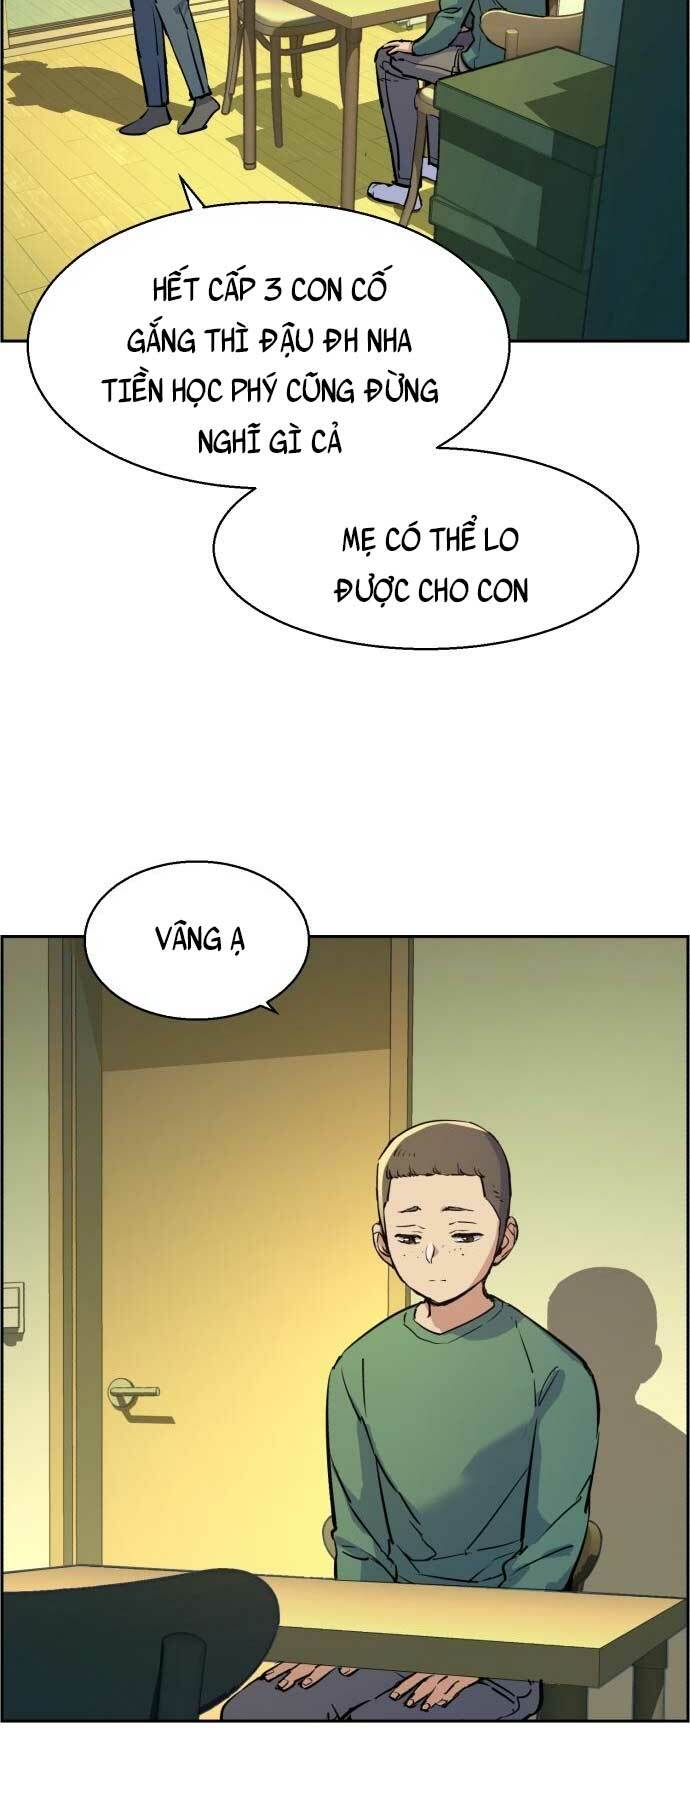 HẾT CẤP 3 CON CỐ
GẮNG THÌ ĐẬU ĐH NHA
TIỀN HỌC PHÝ CŨNG ĐỪNG
NGHĨ GÌ CẢ
MẸ CÓ THỂ LO
ĐƯỢC CHO CON
VÂNG Ạ